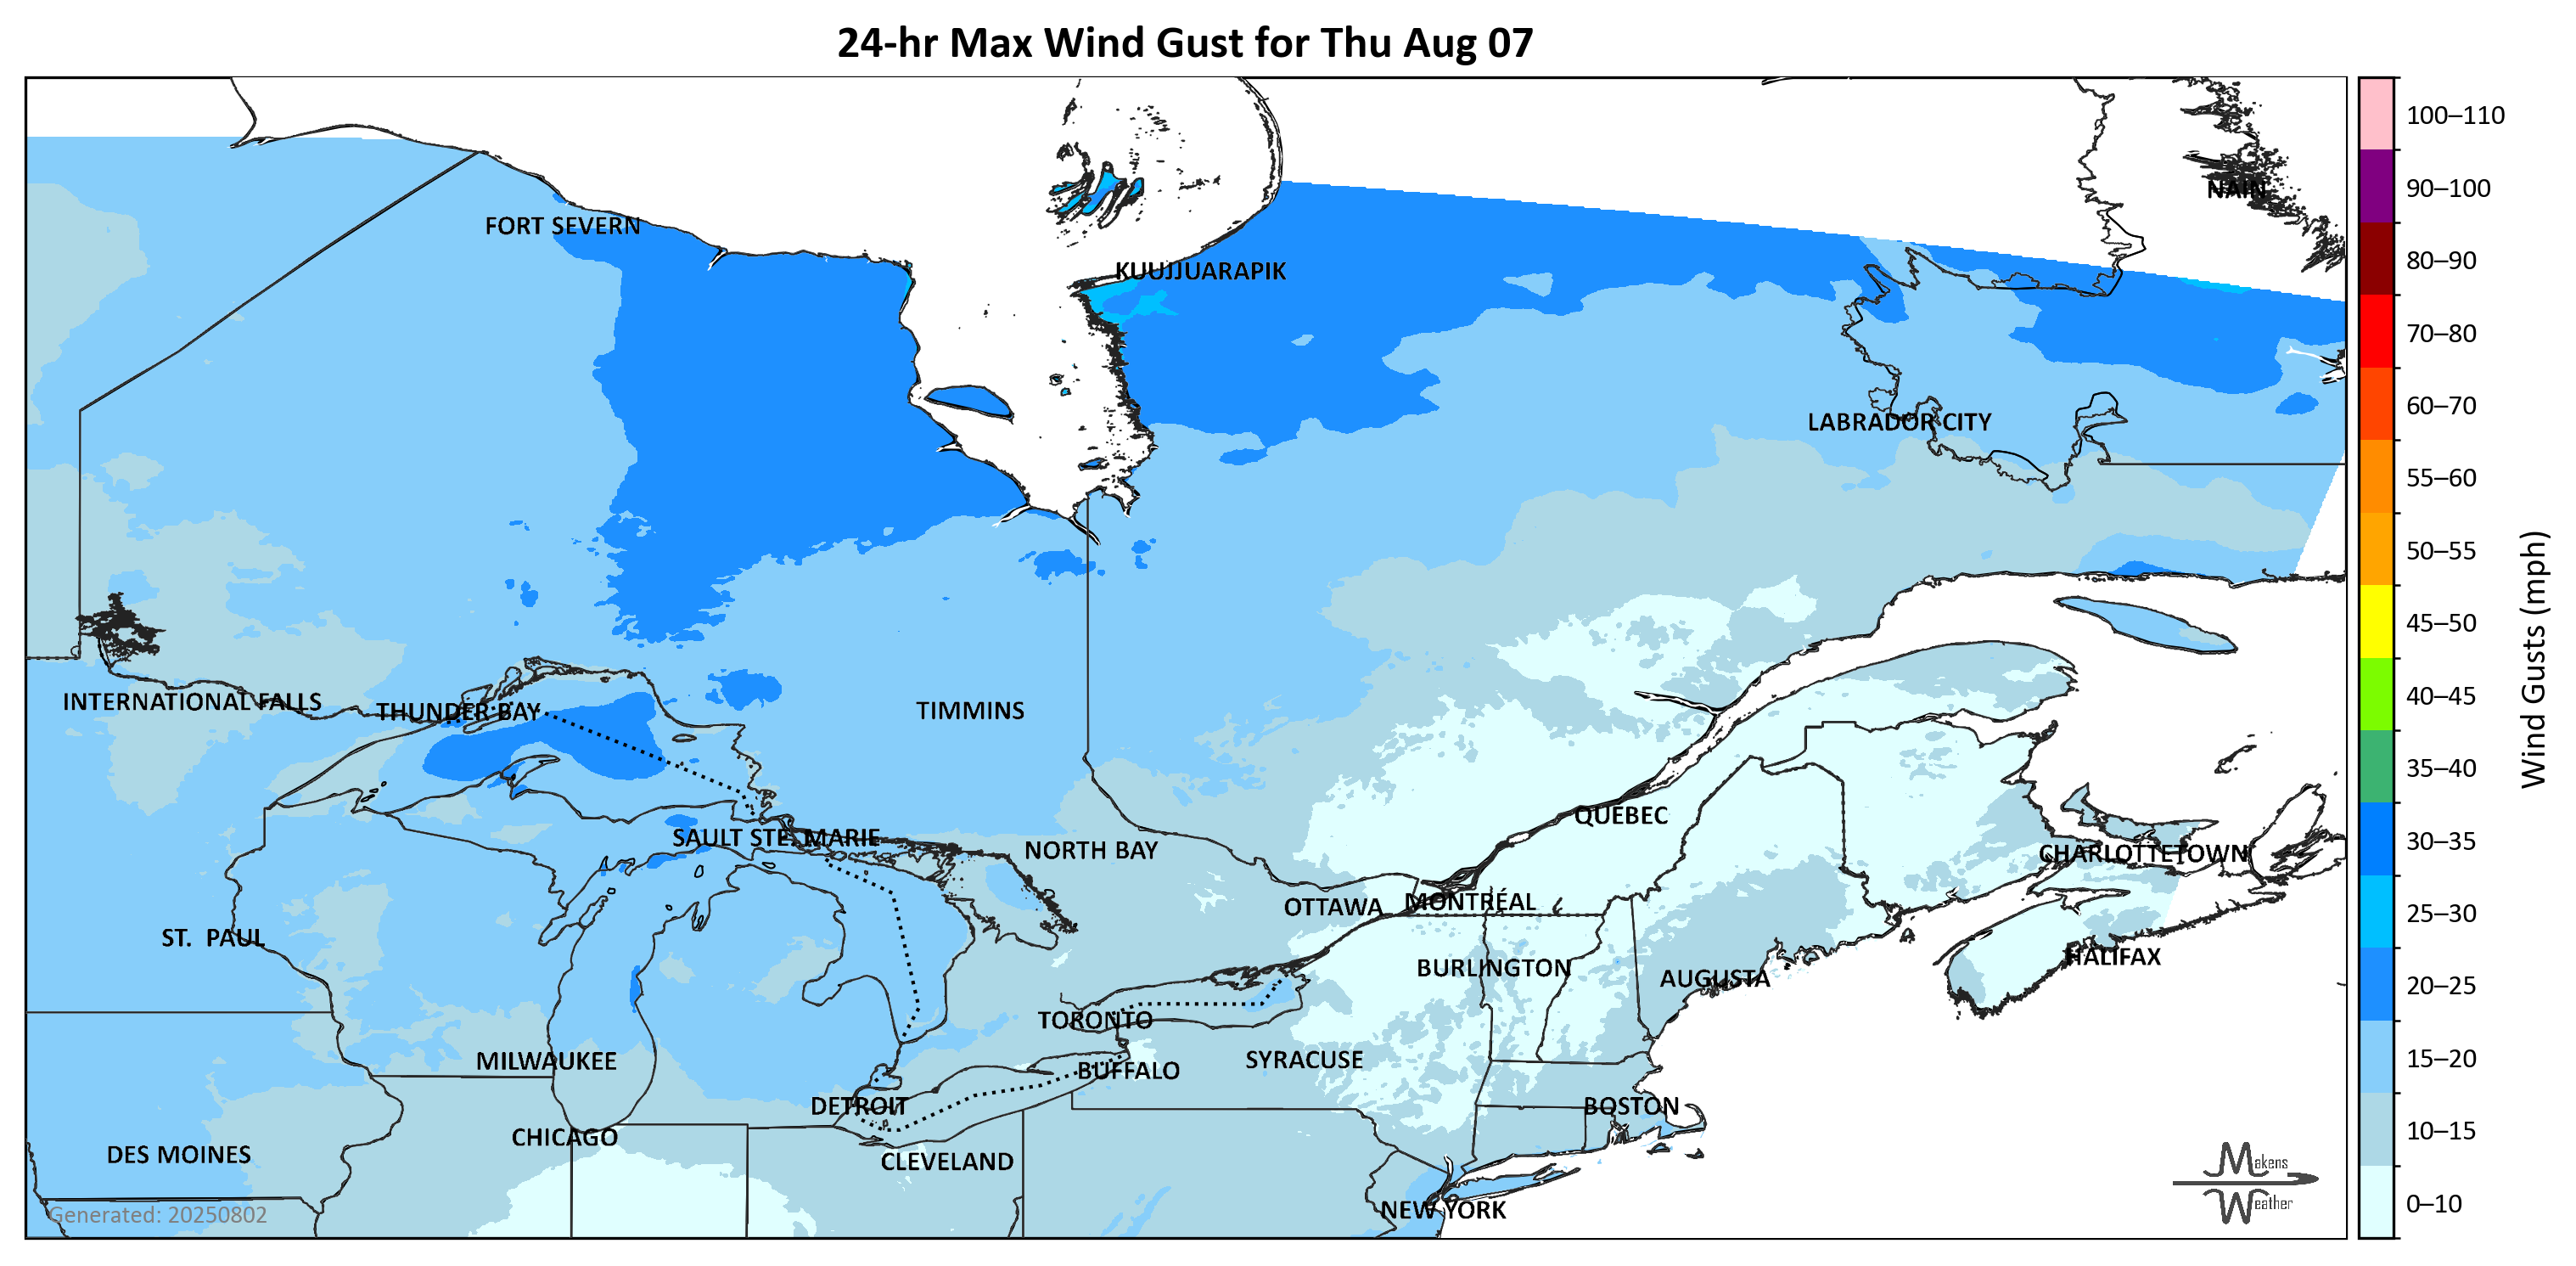 24-hr Max Wind Gust for Thu Aug 07
100–110
90–100
80–90
70–80
60–70
55–60
50–55
45–50
40–45
35–40
30–35
25–30
20–25
15–20
10–15
0–10
Wind Gusts (mph)
NAIN
FORT SEVERN
KUUJJUARAPIK
LABRADOR CITY
INTERNATIONAL FALLS
THUNDER BAY
TIMMINS
QUÉBEC
SAULT STE. MARIE
NORTH BAY
CHARLOTTETOWN
OTTAWA
MONTRÉAL
ST. PAUL
HALIFAX
BURLINGTON
AUGUSTA
TORONTO
MILWAUKEE
SYRACUSE
BUFFALO
DETROIT
BOSTON
CHICAGO
DES MOINES
CLEVELAND
NEW YORK
Generated: 20250802
Makens
Weather